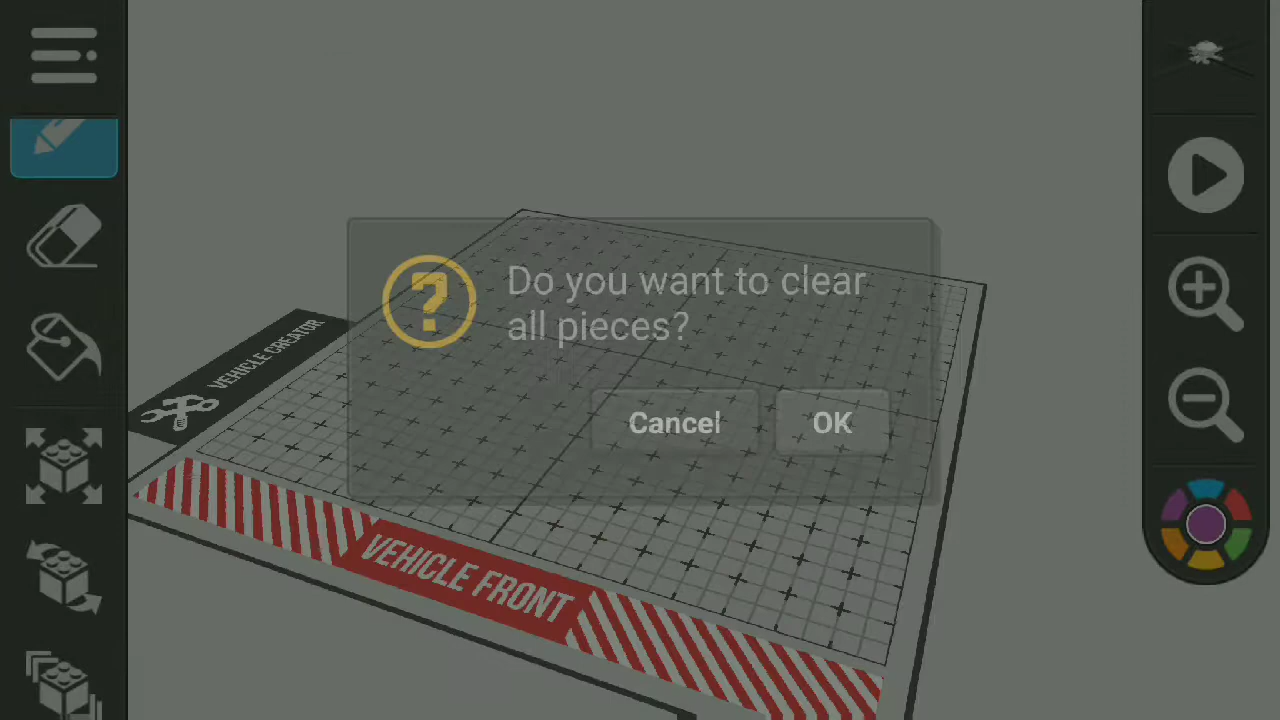 Do you want to clear
all pieces?
Cancel
OK
VEHICLE CREATOR
VEHICLE FRONT